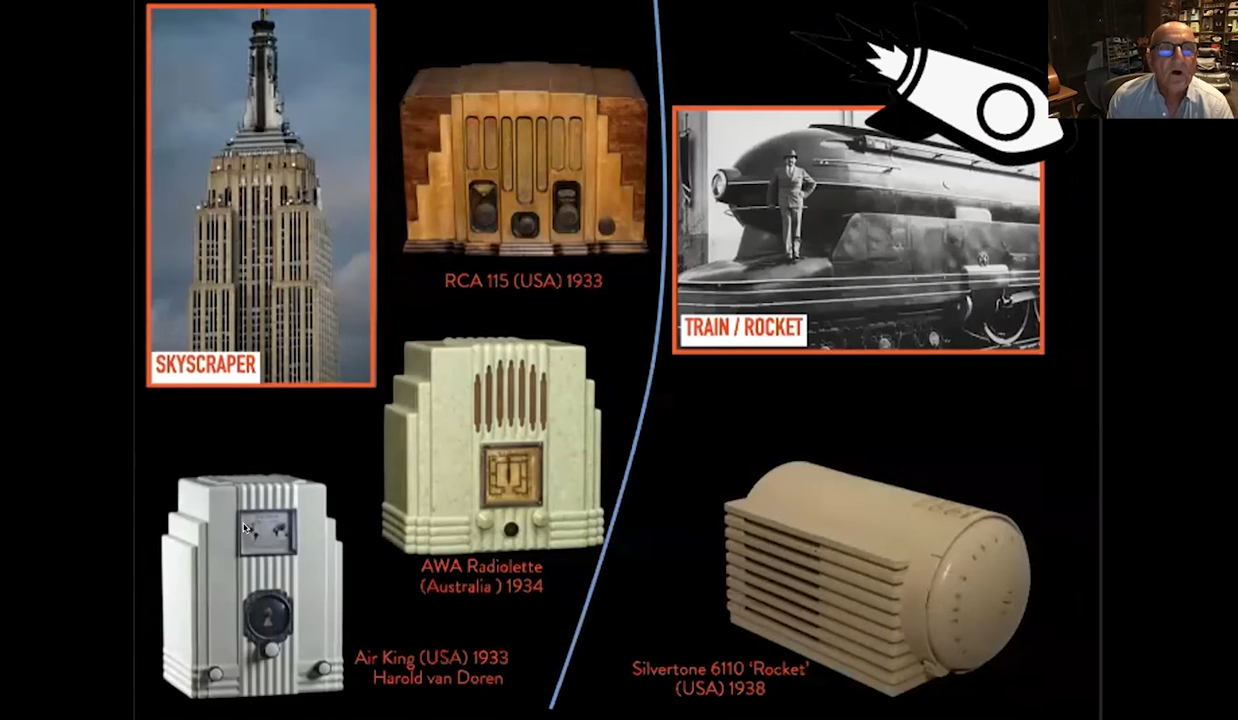 SKYSCRAPER
RCA 115 (USA) 1933
AWA Radiolette
(Australia ) 1934
Air King (USA) 1933
Harold van Doren
TRAIN / ROCKET
Silvertone 6110 ‘Rocket’
(USA) 1938